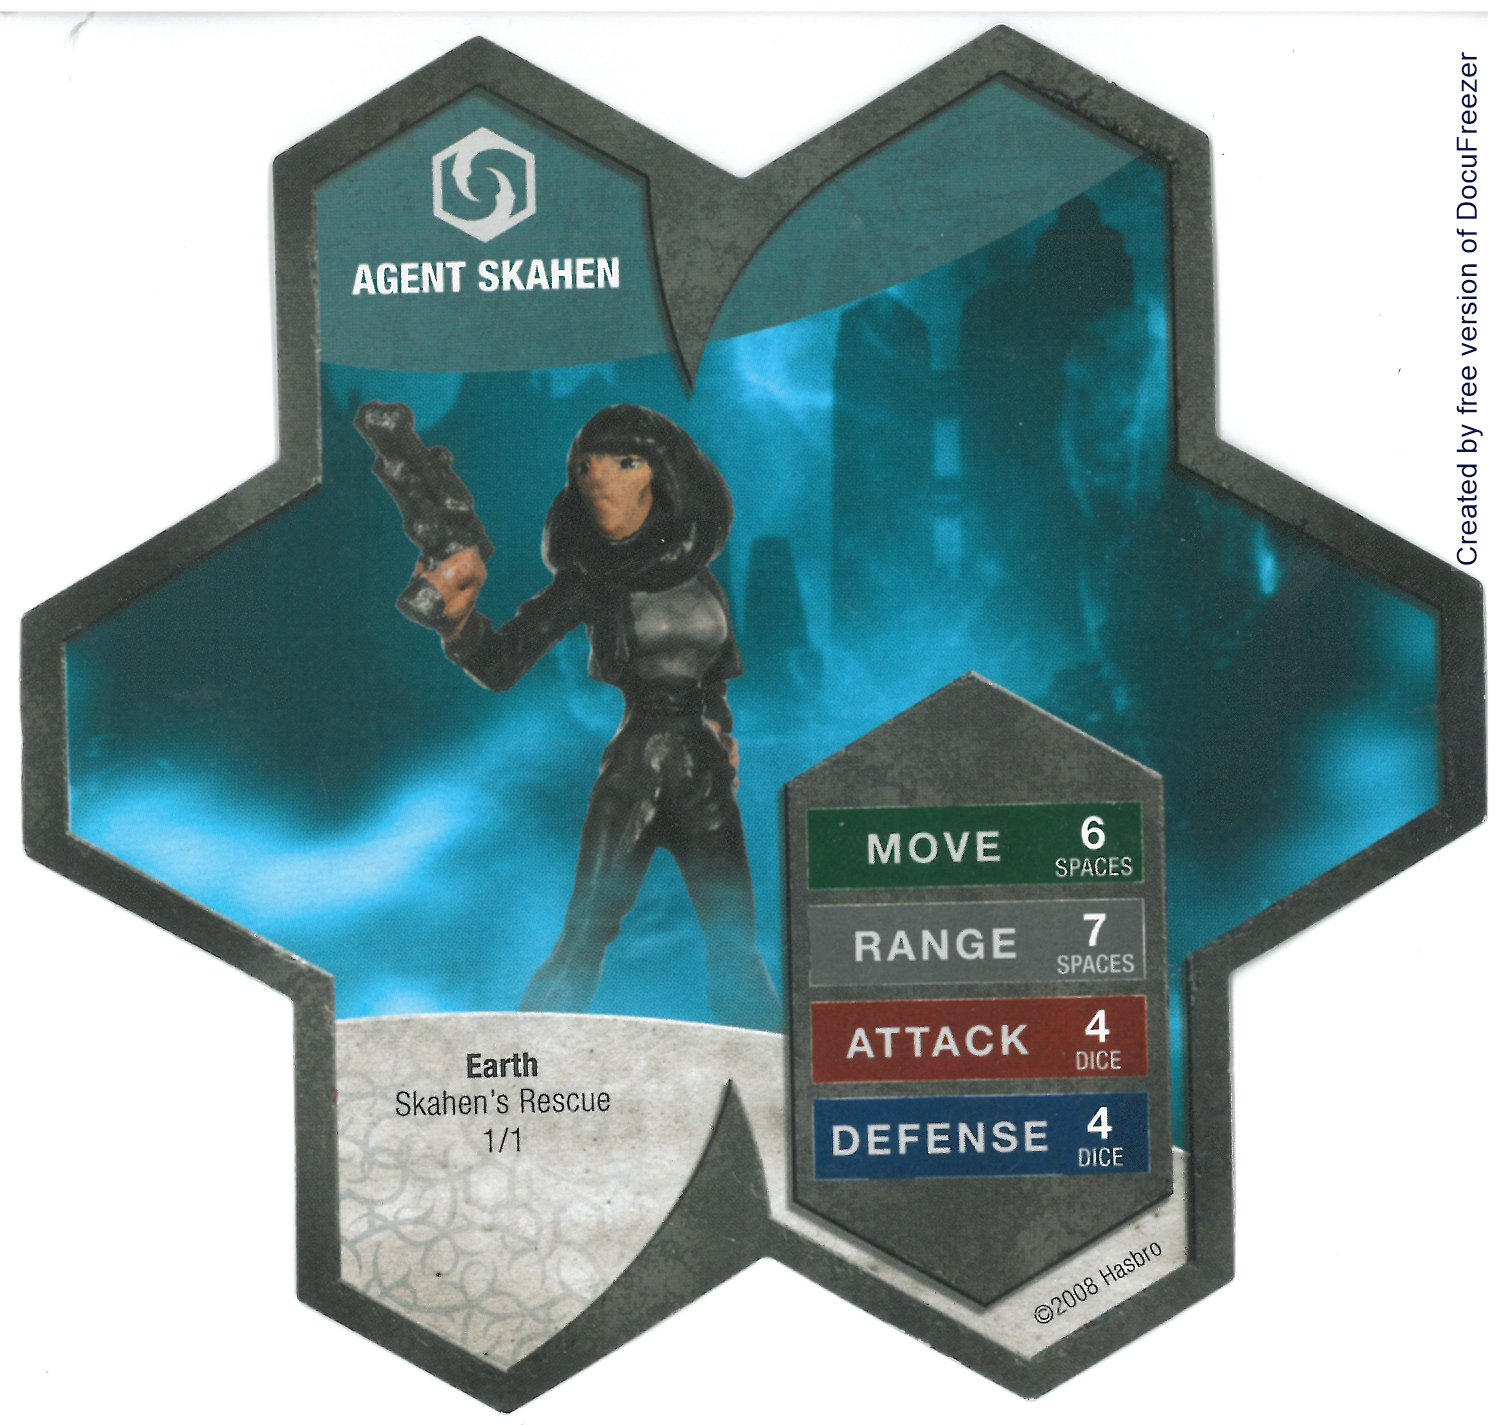 AGENT SKAHEN
MOVE 6 SPACES
RANGE 7 SPACES
ATTACK 4 DICE
DEFENSE 4 DICE
Earth
Skahen's Rescue
1/1
©2008 Hasbro
Created by free version of DocuFreezer